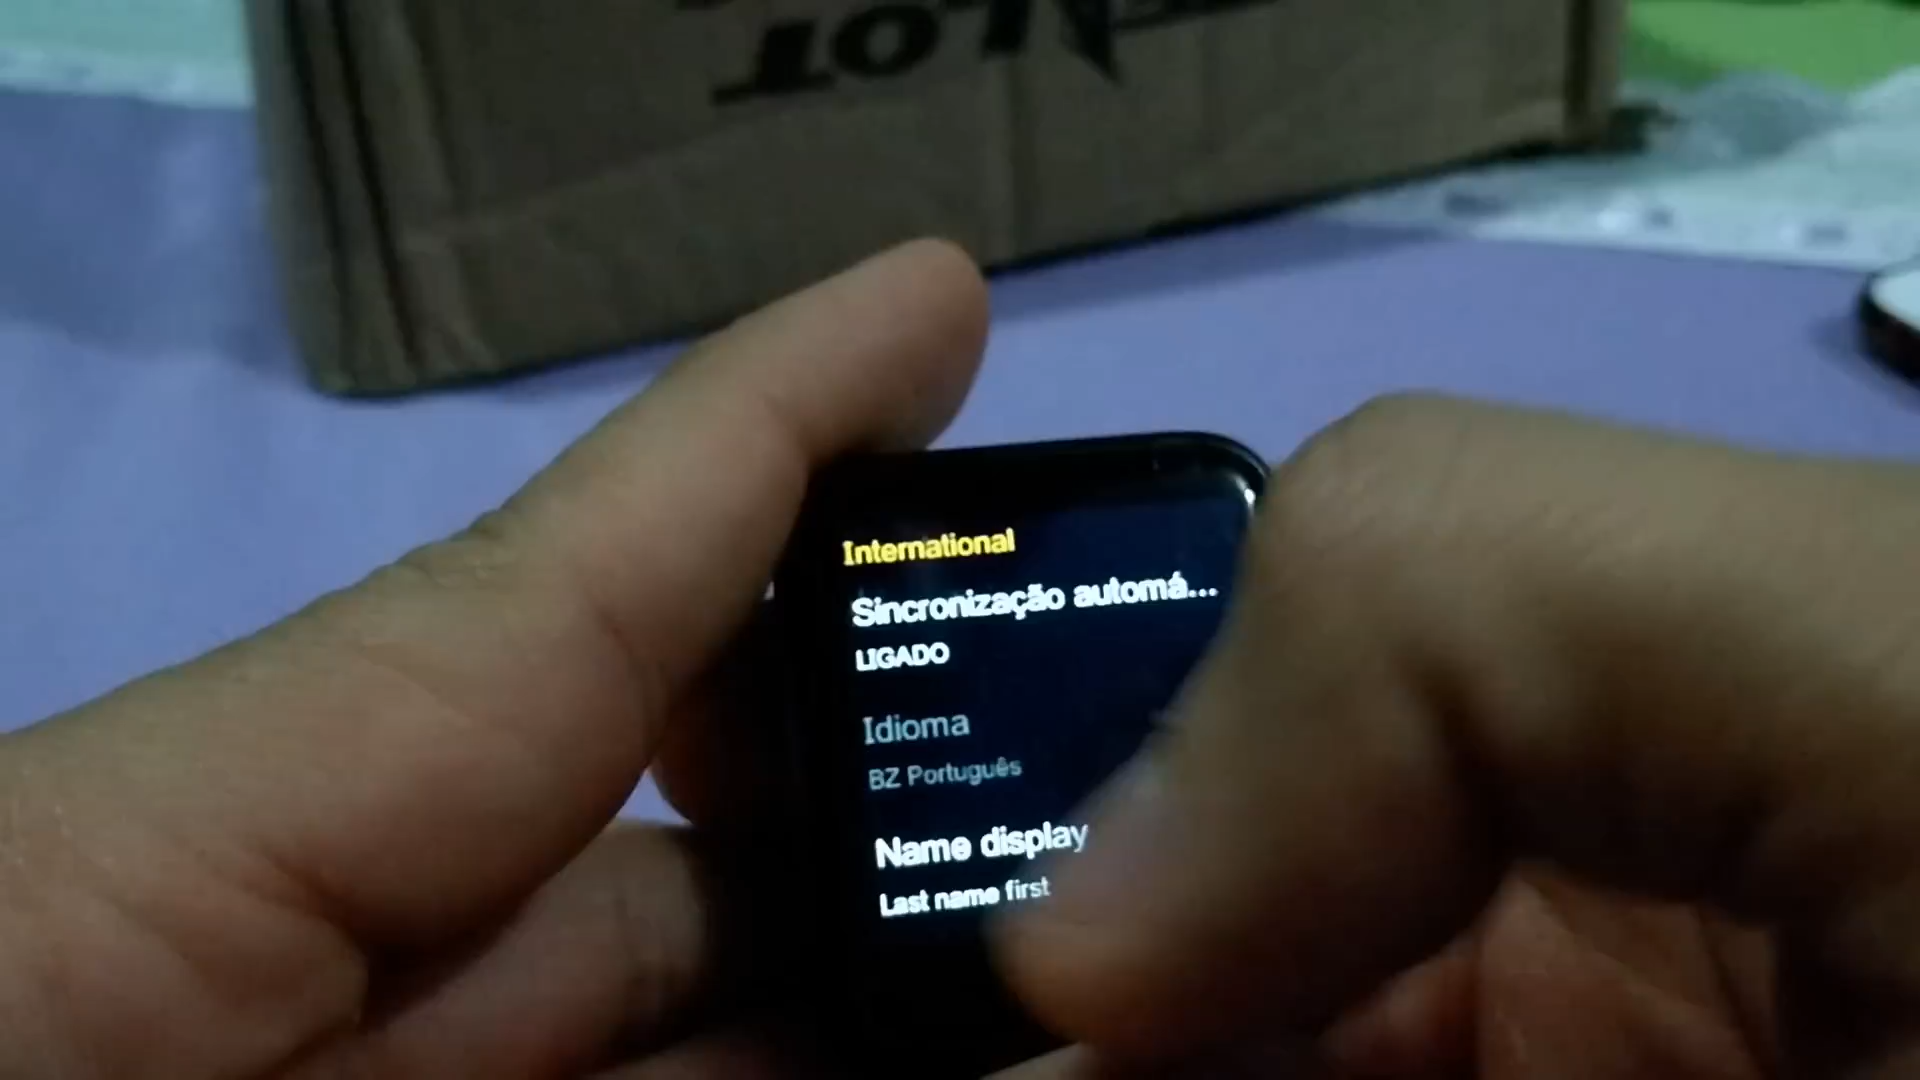 International
Sincronização automá...
LIGADO
Idioma
BZ Português
Name display
Last name first